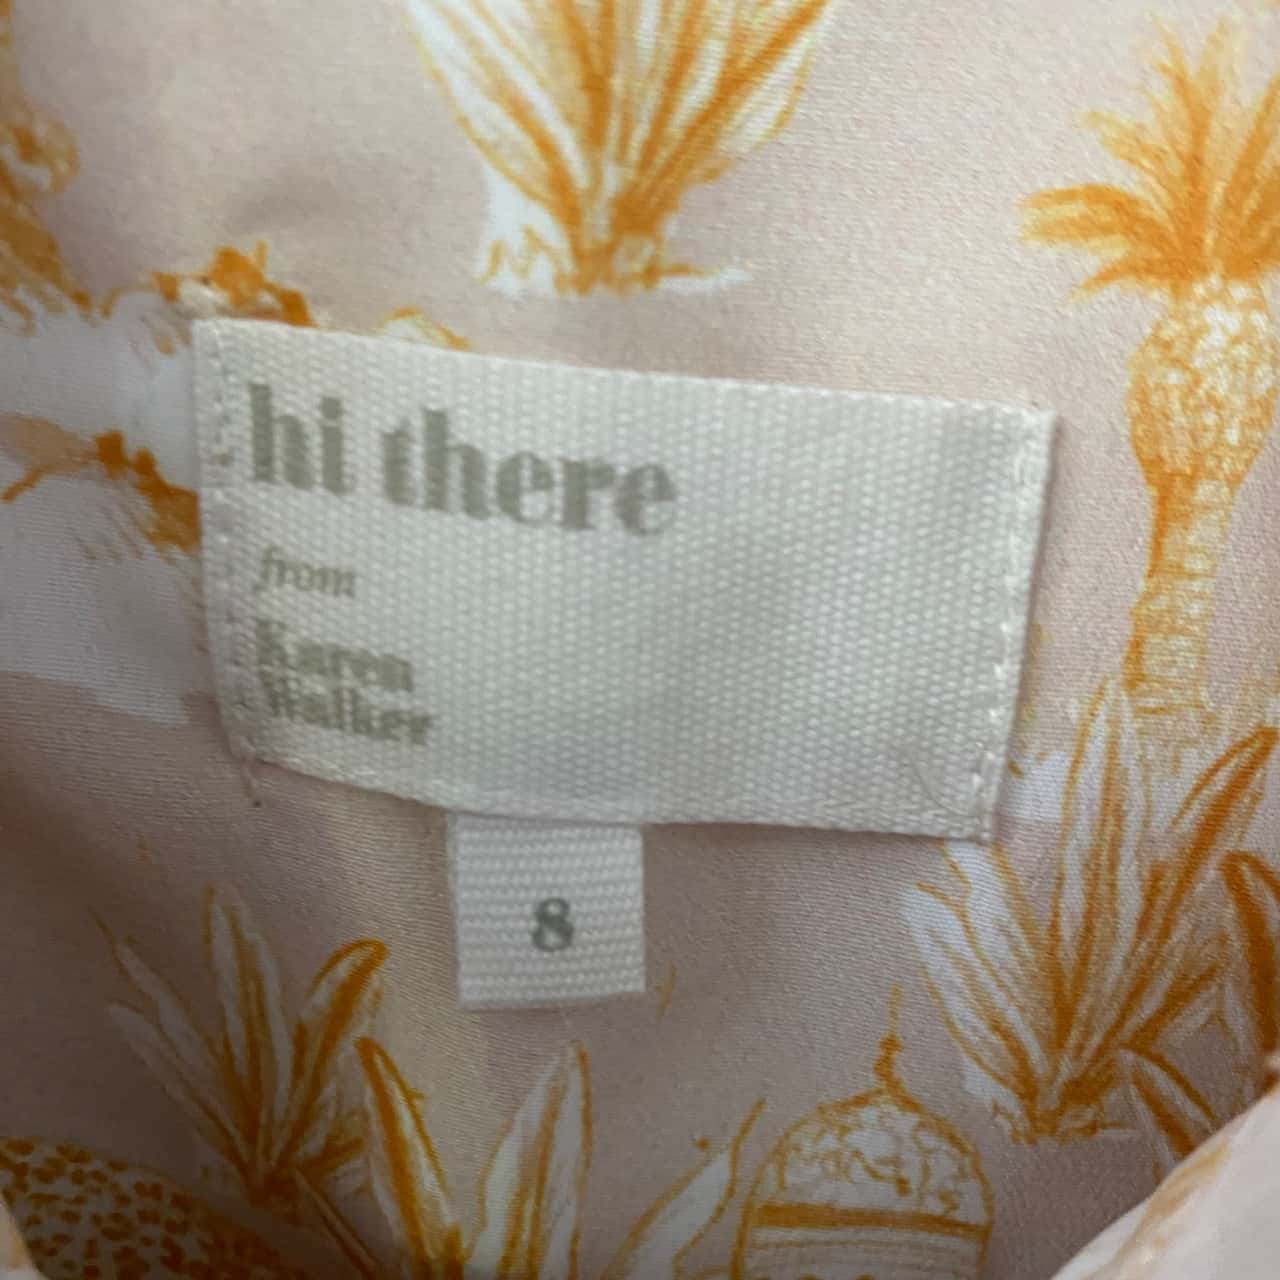 hi there
from
Karen
Walker
8